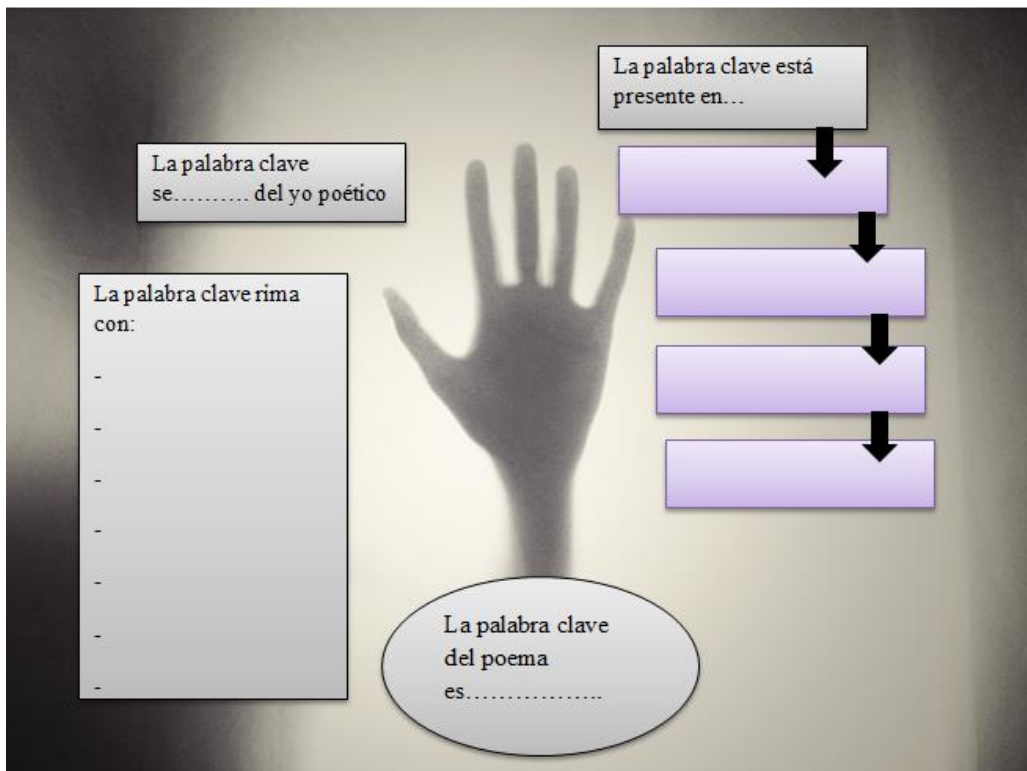 La palabra clave está
presente en…
La palabra clave
se………. del yo poético
La palabra clave rima
con:
-
-
-
-
-
-
-
La palabra clave
del poema
es……………..